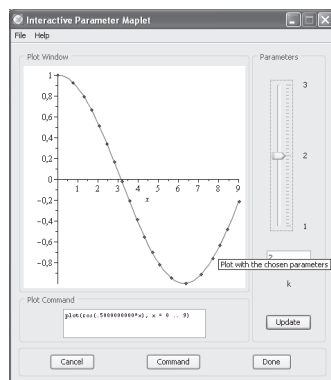 Interactive Parameter Maplet
File Help
Plot Window
Parameters
1
0,8
0,6
0,4
0,2
0
1 2 3 4 5 6 7 8 9
x
−0,2
−0,4
−0,6
−0,8
3
2
1
2
Plot with the chosen parameters
k
Plot Command
plot(cos(.5000000000*x), x = 0 .. 9)
Update
Cancel
Command
Done